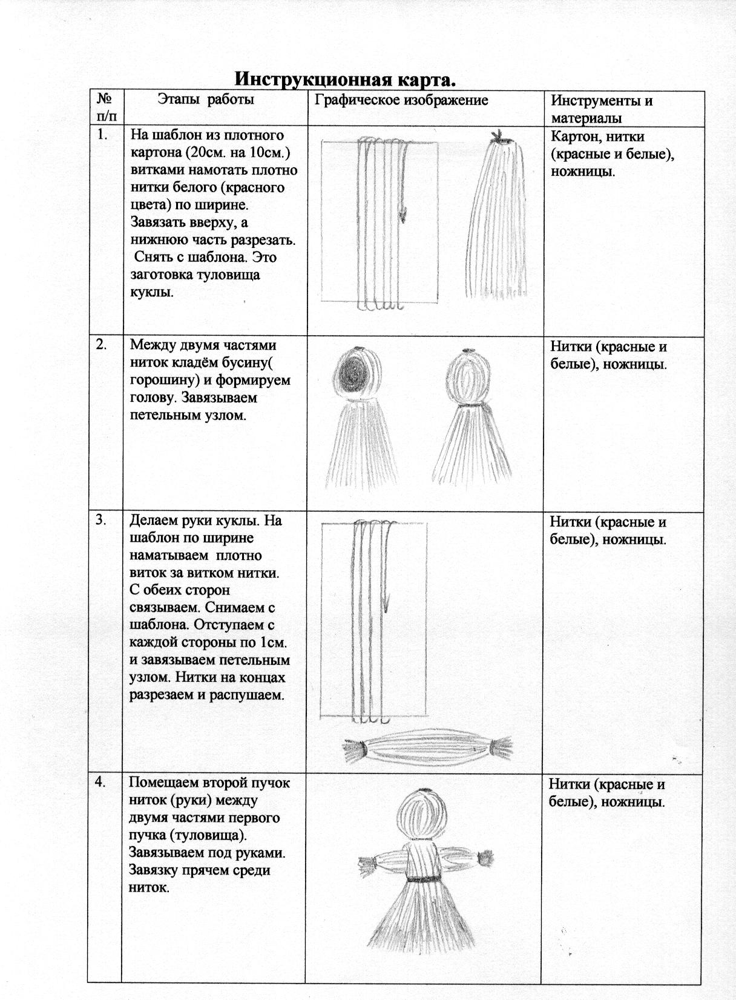 Инструкционная карта.
№
п/п
Этапы работы
Графическое изображение
Инструменты и
материалы
1.
На шаблон из плотного
картона (20см. на 10см.)
витками намотать плотно
нитки белого (красного
цвета) по ширине.
Завязать вверху, а
нижнюю часть разрезать.
Снять с шаблона. Это
заготовка туловища
куклы.
Картон, нитки
(красные и белые),
ножницы.
2.
Между двумя частями
ниток кладём бусину(
горошину) и формируем
голову. Завязываем
петельным узлом.
Нитки (красные и
белые), ножницы.
3.
Делаем руки куклы. На
шаблон по ширине
наматываем плотно
виток за витком нитки.
С обеих сторон
связываем. Снимаем с
шаблона. Отступаем с
каждой стороны по 1см.
и завязываем петельным
узлом. Нитки на концах
разрезаем и распушаем.
Нитки (красные и
белые), ножницы.
4.
Помещаем второй пучок
ниток (руки) между
двумя частями первого
пучка (туловища).
Завязываем под руками.
Завязку прячем среди
ниток.
Нитки (красные и
белые), ножницы.